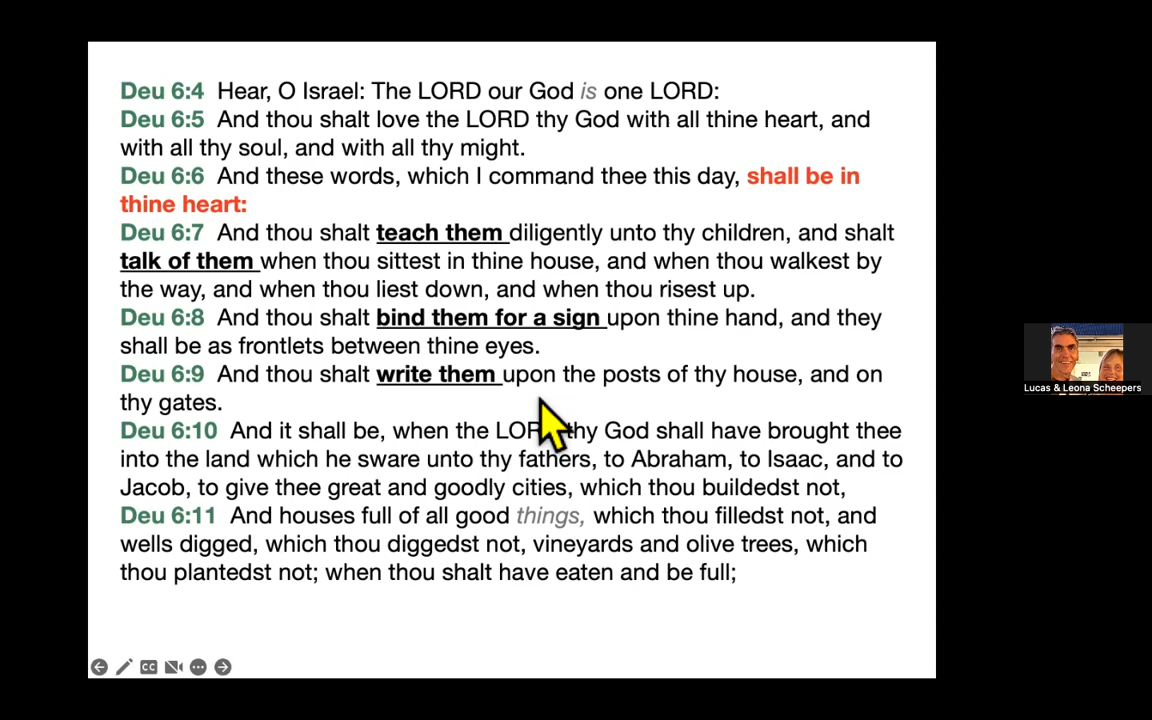 Deu 6:4 Hear, O Israel: The LORD our God is one LORD:
Deu 6:5 And thou shalt love the LORD thy God with all thine heart, and
with all thy soul, and with all thy might.
Deu 6:6 And these words, which I command thee this day, shall be in
thine heart:
Deu 6:7 And thou shalt teach them diligently unto thy children, and shalt
talk of them when thou sittest in thine house, and when thou walkest by
the way, and when thou liest down, and when thou risest up.
Deu 6:8 And thou shalt bind them for a sign upon thine hand, and they
shall be as frontlets between thine eyes.
Deu 6:9 And thou shalt write them upon the posts of thy house, and on
thy gates.
Deu 6:10 And it shall be, when the LORD thy God shall have brought thee
into the land which he sware unto thy fathers, to Abraham, to Isaac, and to
Jacob, to give thee great and goodly cities, which thou buildedst not,
Deu 6:11 And houses full of all good things, which thou filledst not, and
wells digged, which thou diggedst not, vineyards and olive trees, which
thou plantedst not; when thou shalt have eaten and be full;
Lucas & Leona Scheepers
CC